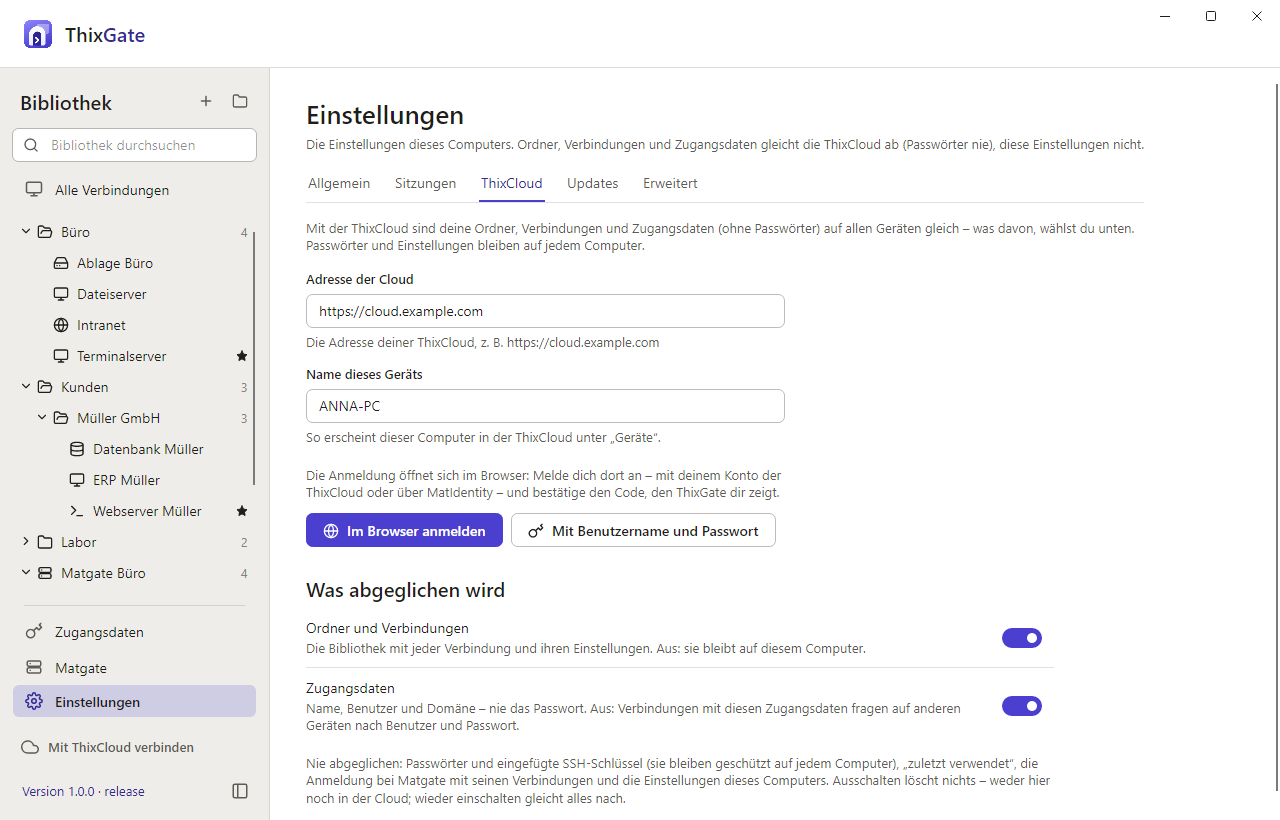 ThixGate
Bibliothek
Bibliothek durchsuchen
Alle Verbindungen
Büro 4
Ablage Büro
Dateiserver
Intranet
Terminalserver
Kunden 3
Müller GmbH 3
Datenbank Müller
ERP Müller
Webserver Müller
Labor 2
Matgate Büro 4
Zugangsdaten
Matgate
Einstellungen
Mit ThixCloud verbinden
Version 1.0.0 · release
Einstellungen
Die Einstellungen dieses Computers. Ordner, Verbindungen und Zugangsdaten gleicht die ThixCloud ab (Passwörter nie), diese Einstellungen nicht.
Allgemein Sitzungen ThixCloud Updates Erweitert
Mit der ThixCloud sind deine Ordner, Verbindungen und Zugangsdaten (ohne Passwörter) auf allen Geräten gleich – was davon, wählst du unten.
Passwörter und Einstellungen bleiben auf jedem Computer.
Adresse der Cloud
https://cloud.example.com
Die Adresse deiner ThixCloud, z. B. https://cloud.example.com
Name dieses Geräts
ANNA-PC
So erscheint dieser Computer in der ThixCloud unter „Geräte“.
Die Anmeldung öffnet sich im Browser: Melde dich dort an – mit deinem Konto der
ThixCloud oder über MatIdentity – und bestätige den Code, den ThixGate dir zeigt.
Im Browser anmelden Mit Benutzername und Passwort
Was abgeglichen wird
Ordner und Verbindungen
Die Bibliothek mit jeder Verbindung und ihren Einstellungen. Aus: sie bleibt auf diesem Computer.
Zugangsdaten
Name, Benutzer und Domäne – nie das Passwort. Aus: Verbindungen mit diesen Zugangsdaten fragen auf anderen
Geräten nach Benutzer und Passwort.
Nie abgeglichen: Passwörter und eingefügte SSH-Schlüssel (sie bleiben geschützt auf jedem Computer), „zuletzt verwendet“, die
Anmeldung bei Matgate mit seinen Verbindungen und die Einstellungen dieses Computers. Ausschalten löscht nichts – weder hier
noch in der Cloud; wieder einschalten gleicht alles nach.